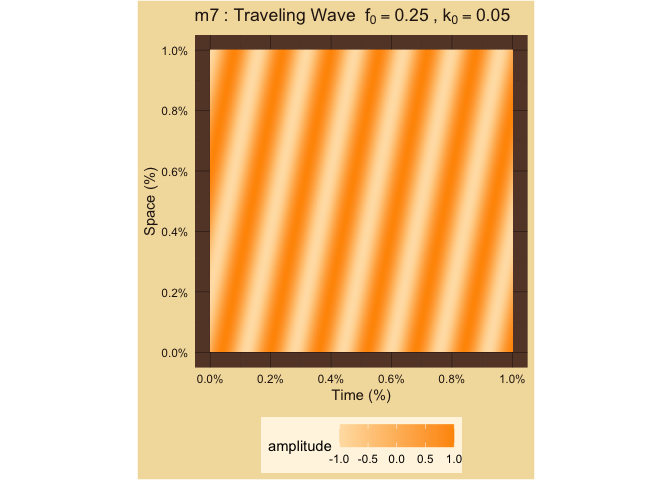 m7 : Traveling Wave f₀ = 0.25 , k₀ = 0.05
1.0%
0.8%
0.6%
0.4%
0.2%
0.0%
Space (%)
0.0% 0.2% 0.4% 0.6% 0.8% 1.0%
Time (%)
amplitude
-1.0 -0.5 0.0 0.5 1.0